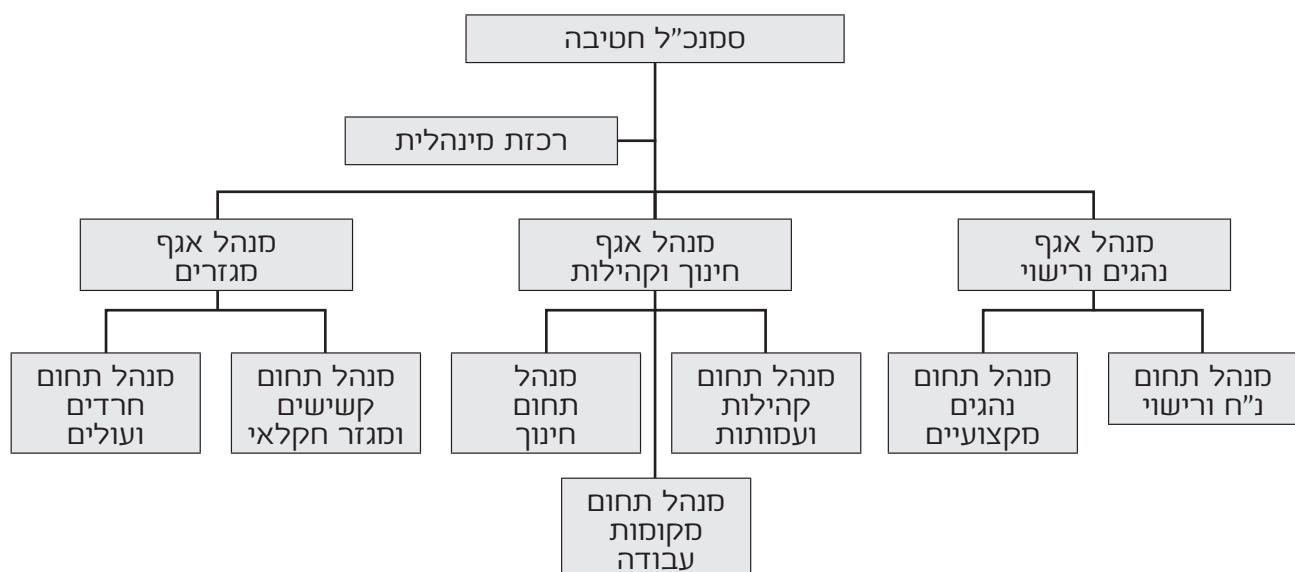 סמנכ"ל חטיבה
רכזת מינהלית
מנהל אגף
נהגים ורישוי
מנהל אגף
חינוך וקהילות
מנהל אגף
מגזרים
מנהל תחום
נ"ח ורישוי
מנהל תחום
נהגים
מקצועיים
מנהל תחום
קהילות
ועמותות
מנהל
תחום
חינוך
מנהל תחום
קשישים
ומגזר חקלאי
מנהל תחום
חרדים
ועולים
מנהל תחום
מקומות
עבודה